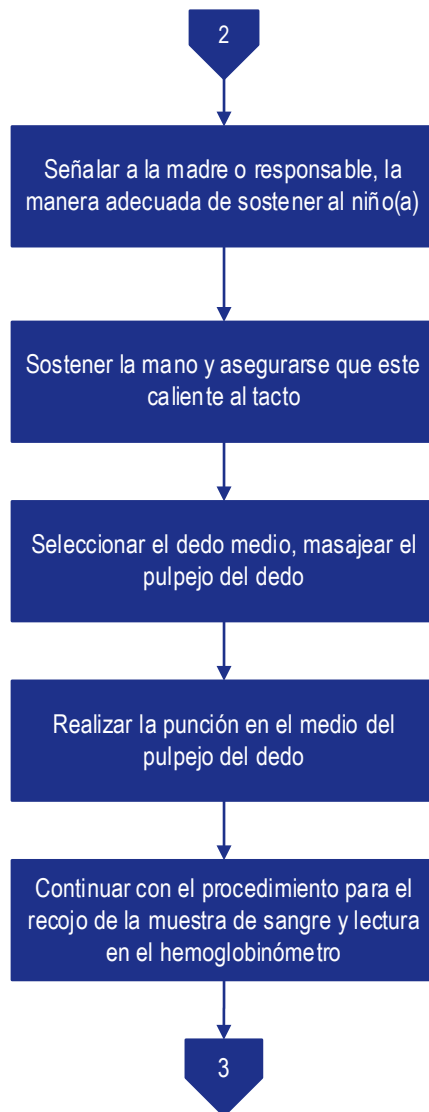 2
Señalar a la madre o responsable, la
manera adecuada de sostener al niño(a)
Sostener la mano y asegurarse que este
caliente al tacto
Seleccionar el dedo medio, masajear el
pulpejo del dedo
Realizar la punción en el medio del
pulpejo del dedo
Continuar con el procedimiento para el
recojo de la muestra de sangre y lectura
en el hemoglobinómetro
3